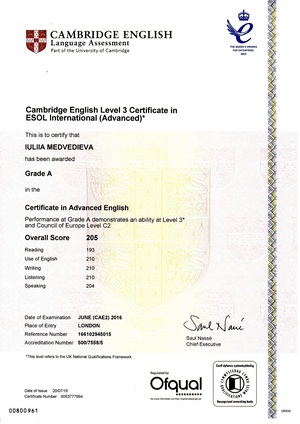 CAMBRIDGE ENGLISH
Language Assessment
Part of the University of Cambridge
THE QUEEN'S AWARDS
FOR ENTERPRISE:
Cambridge English Level 3 Certificate in
ESOL International (Advanced)*
This is to certify that
IULIIA MEDVEDIEVA
has been awarded
Grade A
in the
Certificate in Advanced English
Performance at Grade A demonstrates an ability at Level 3*
and Council of Europe Level C2
Overall Score 205
Reading 193
Use of English 210
Writing 210
Listening 210
Speaking 204
Date of Examination JUNE (CAE2) 2016
Place of Entry LONDON
Reference Number 166102945015
Accreditation Number 500/7558/5
*This level refers to the UK National Qualifications Framework
Saul Nassé
Chief Executive
Regulated by
Ofqual
Date of Issue 20/07/16
Certificate Number 0053777994
00800961